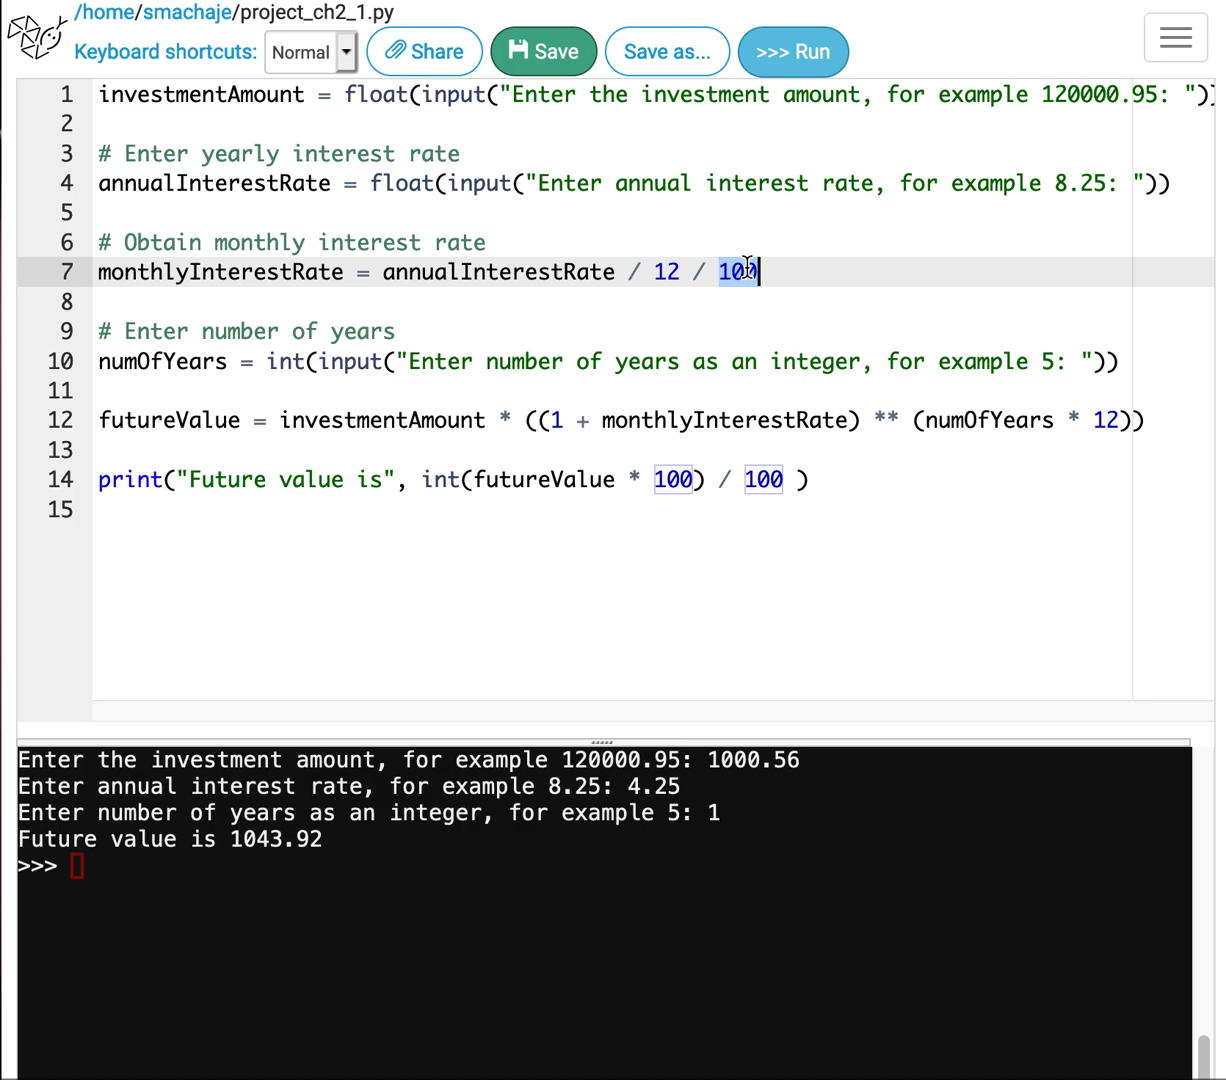 /home/smachaje/project_ch2_1.py
Keyboard shortcuts: Normal Share Save Save as... >>> Run
1 investmentAmount = float(input("Enter the investment amount, for example 120000.95: "))
2
3 # Enter yearly interest rate
4 annualInterestRate = float(input("Enter annual interest rate, for example 8.25: "))
5
6 # Obtain monthly interest rate
7 monthlyInterestRate = annualInterestRate / 12 / 100
8
9 # Enter number of years
10 numOfYears = int(input("Enter number of years as an integer, for example 5: "))
11
12 futureValue = investmentAmount * ((1 + monthlyInterestRate) ** (numOfYears * 12))
13
14 print("Future value is", int(futureValue * 100) / 100 )
15
Enter the investment amount, for example 120000.95: 1000.56
Enter annual interest rate, for example 8.25: 4.25
Enter number of years as an integer, for example 5: 1
Future value is 1043.92
>>>